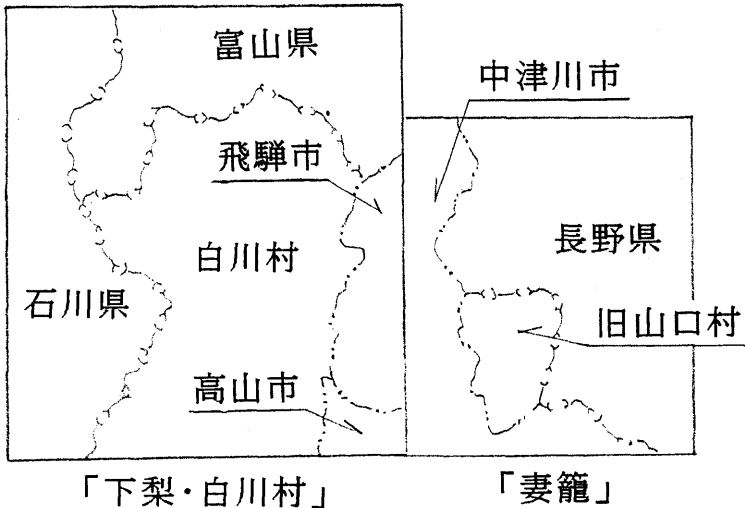 富山県
中津川市
飛騨市
白川村
長野県
石川県
旧山口村
高山市
「下梨・白川村」
「妻籠」